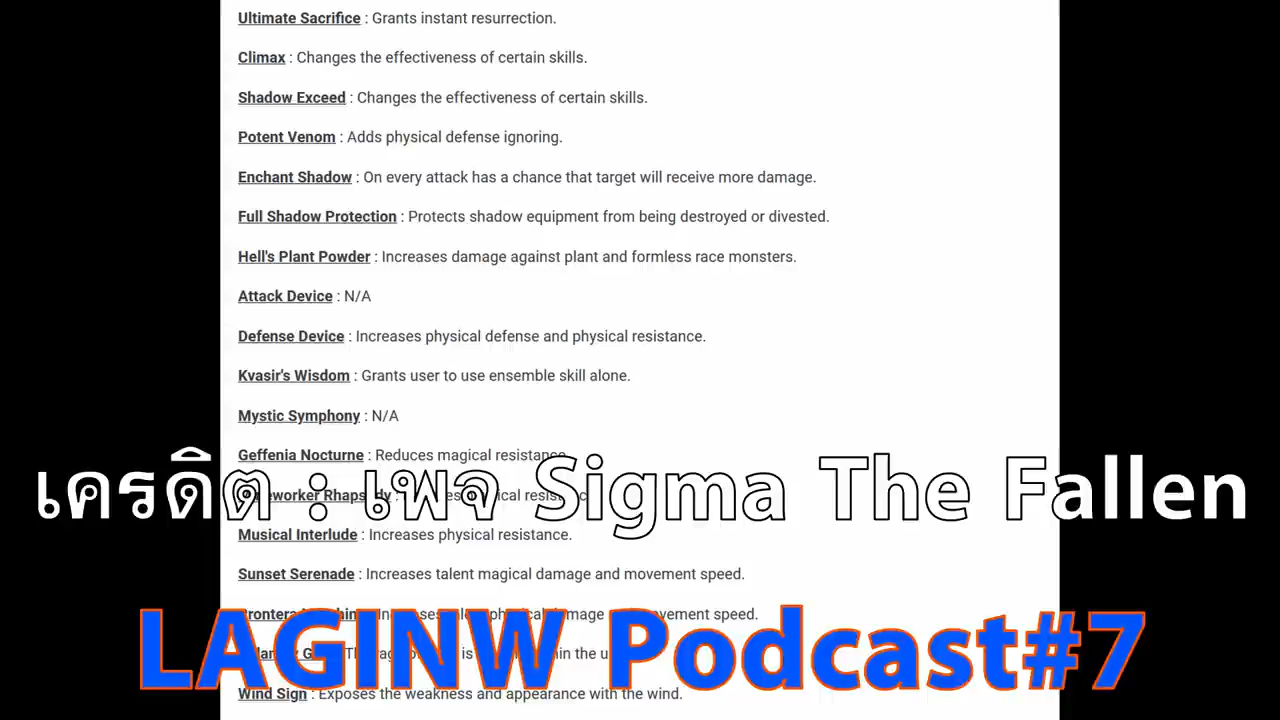 Ultimate Sacrifice : Grants instant resurrection.
Climax : Changes the effectiveness of certain skills.
Shadow Exceed : Changes the effectiveness of certain skills.
Potent Venom : Adds physical defense ignoring.
Enchant Shadow : On every attack has a chance that target will receive more damage.
Full Shadow Protection : Protects shadow equipment from being destroyed or divested.
Hell's Plant Powder : Increases damage against plant and formless race monsters.
Attack Device : N/A
Defense Device : Increases physical defense and physical resistance.
Kvasir's Wisdom : Grants user to use ensemble skill alone.
Mystic Symphony : N/A
Geffenia Nocturne : Reduces magical resistance.
เครดิต : เพจ Sigma The Fallen
Musical Interlude : Increases physical resistance.
Sunset Serenade : Increases talent magical damage and movement speed.
speed.
LAGINW Podcast#7
Wind Sign : Exposes the weakness and appearance with the wind.